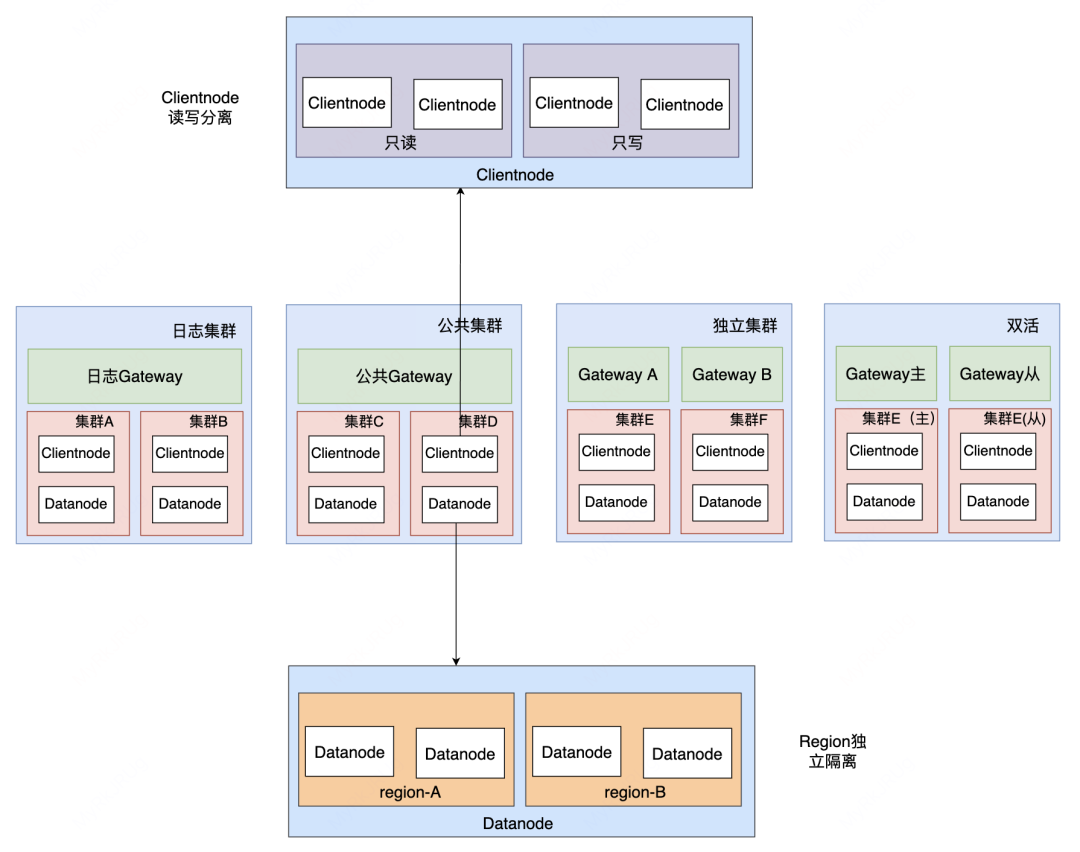 Clientnode
读写分离
Clientnode
Clientnode
Clientnode
Clientnode
只读
只写
Clientnode
日志集群
日志Gateway
集群A
集群B
Clientnode
Clientnode
Datanode
Datanode
公共集群
公共Gateway
集群C
集群D
Clientnode
Clientnode
Datanode
Datanode
独立集群
Gateway A
Gateway B
集群E
集群F
Clientnode
Clientnode
Datanode
Datanode
双活
Gateway主
Gateway从
集群E（主）
集群E(从)
Clientnode
Clientnode
Datanode
Datanode
Datanode
Datanode
Datanode
Datanode
region-A
region-B
Datanode
Region独
立隔离